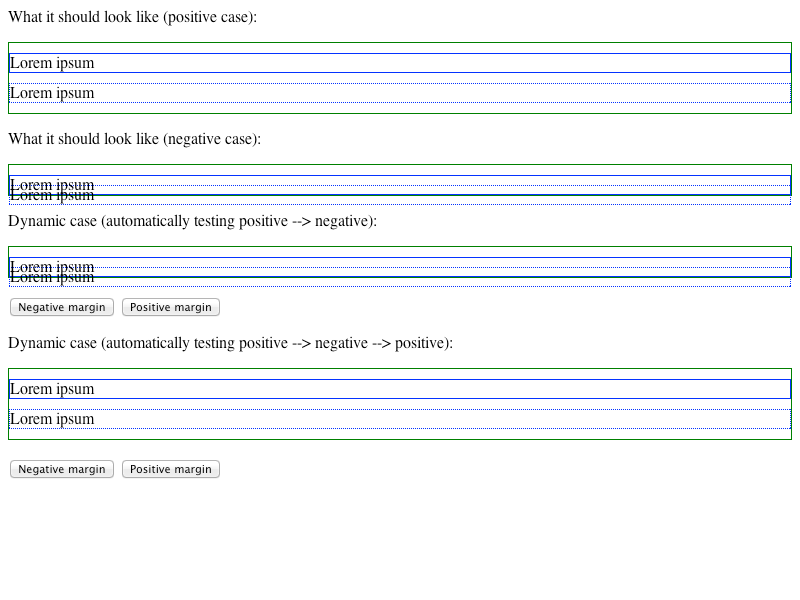 What it should look like (positive case):
Lorem ipsum
Lorem ipsum
What it should look like (negative case):
Lorem ipsum
Lorem ipsum
Dynamic case (automatically testing positive --> negative):
Lorem ipsum
Lorem ipsum
Negative margin Positive margin
Dynamic case (automatically testing positive --> negative --> positive):
Lorem ipsum
Lorem ipsum
Negative margin Positive margin